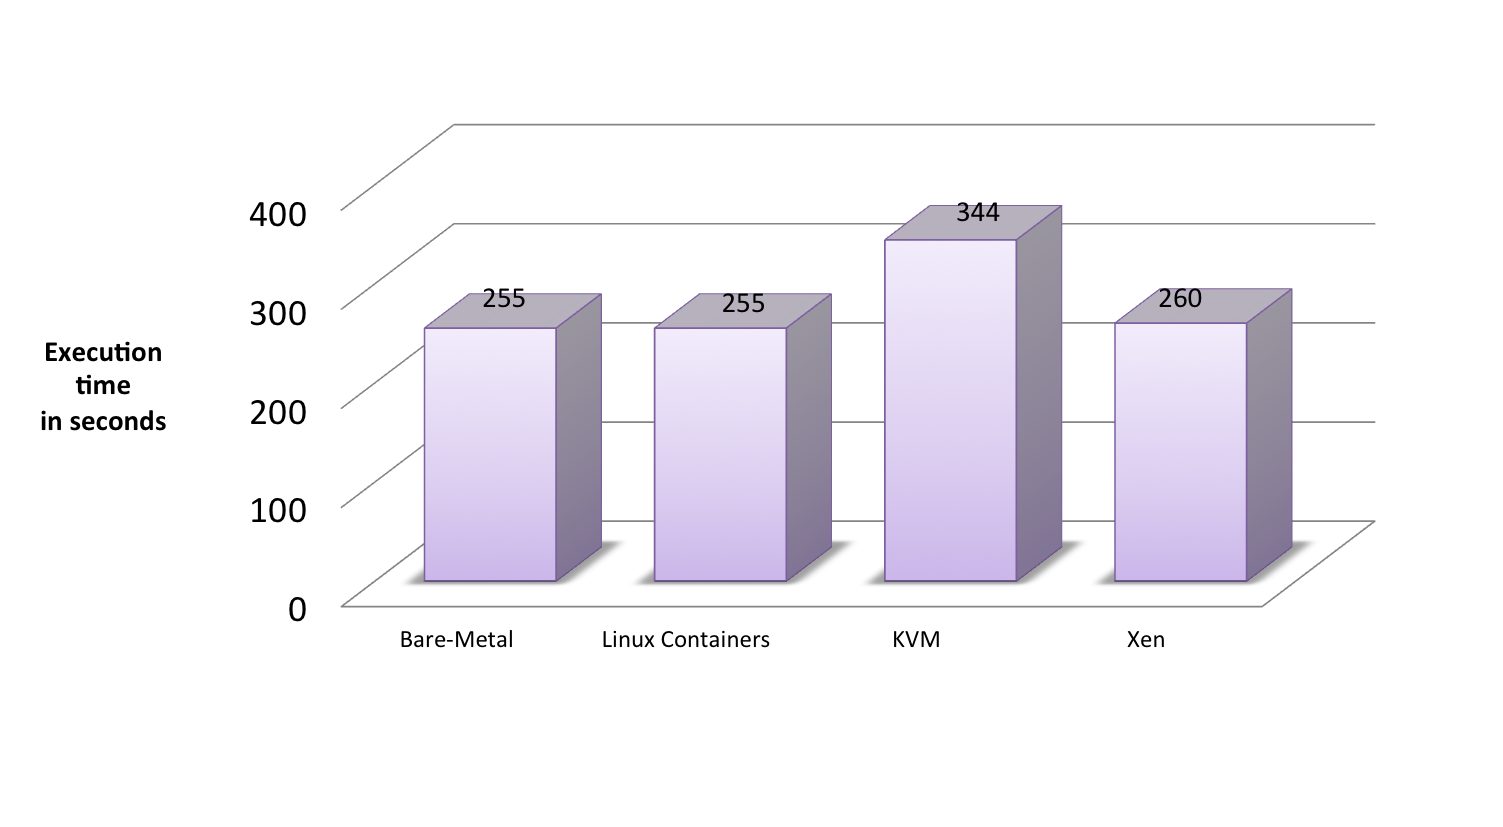 344
400
255
255
260
300
Execution
time
in seconds
200
100
0
Bare-Metal
Linux Containers
KVM
Xen